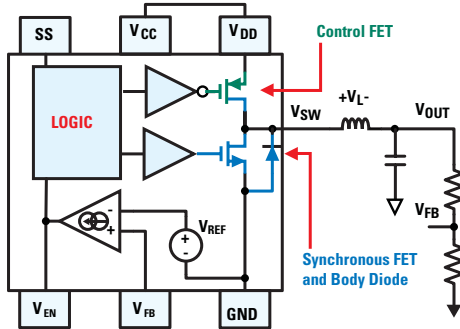 SS
VCC
VDD
Control FET
LOGIC
VSW
+VL-
VOUT
-
+
VREF
+
-
VFB
Synchronous FET
and Body Diode
VEN
VFB
GND